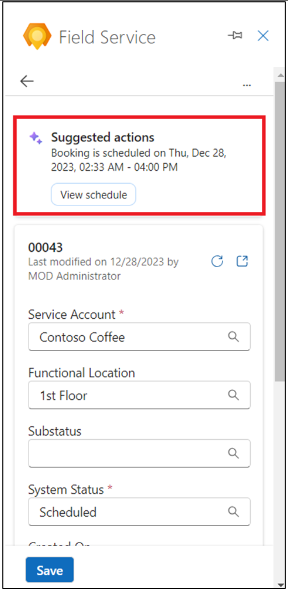 Field Service
...
Suggested actions
Booking is scheduled on Thu, Dec 28,
2023, 02:33 AM - 04:00 PM
View schedule
00043
Last modified on 12/28/2023 by
MOD Administrator
Service Account *
Contoso Coffee
Functional Location
1st Floor
Substatus
System Status *
Scheduled
Created On
Save